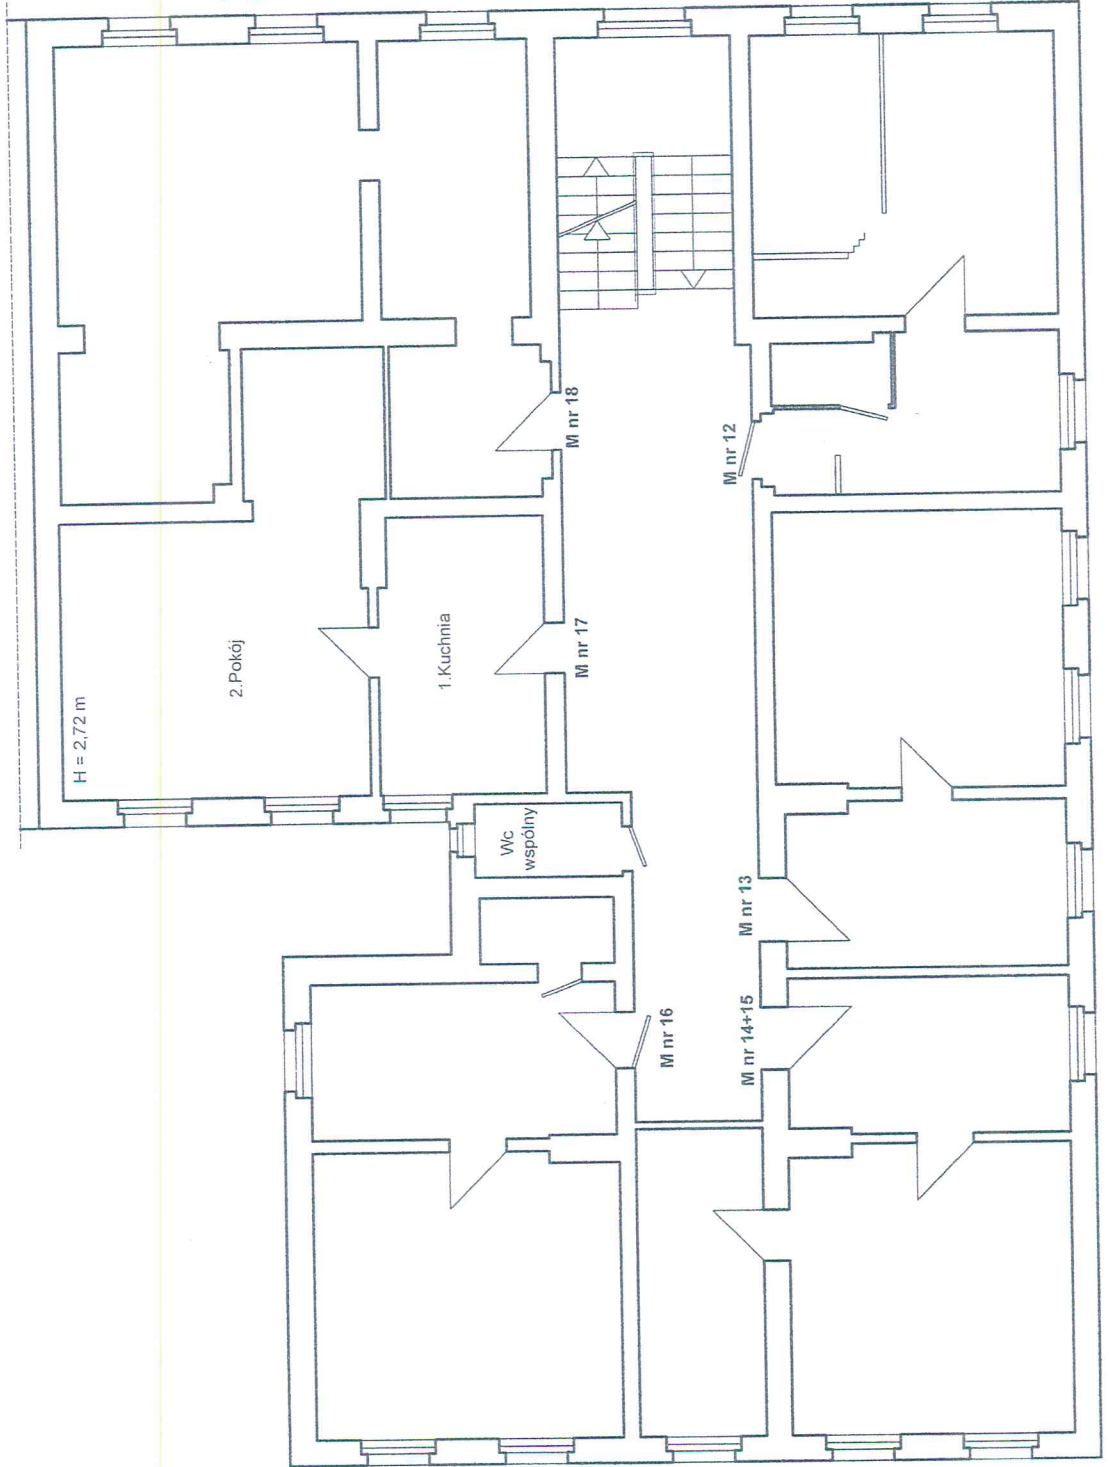 H = 2,72 m
2.Pokój
1.Kuchnia
Wc
wspólny
M nr 18
M nr 17
M nr 12
M nr 13
M nr 16
M nr 14+15